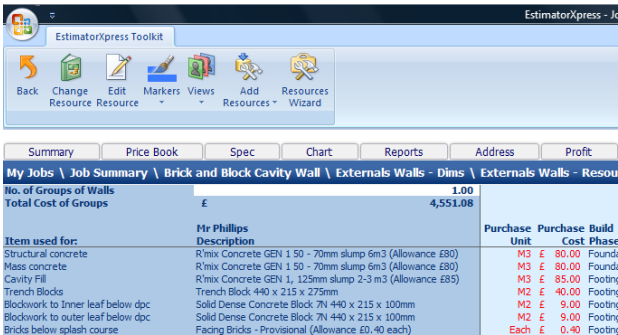 EstimatorXpress - Jo
EstimatorXpress Toolkit
Back Change Resource Edit Resource Markers Views Add Resources Resources Wizard
Summary Price Book Spec Chart Reports Address Profit
My Jobs \ Job Summary \ Brick and Block Cavity Wall \ Externals Walls - Dims \ Externals Walls - Resou
No. of Groups of Walls 1.00
Total Cost of Groups £ 4,551.08
Mr Phillips Purchase Purchase Build
Item used for: Description Unit Cost Phase
Structural concrete R'mix Concrete GEN 1 50 - 70mm slump 6m3 (Allowance £80) M3 £ 80.00 Founda
Mass concrete R'mix Concrete GEN 1 50 - 70mm slump 6m3 (Allowance £80) M3 £ 80.00 Founda
Cavity Fill R'mix Concrete GEN 1, 125mm slump 2-3 m3 (Allowance £85) M3 £ 85.00 Footing
Trench Blocks Trench Block 440 x 215 x 275mm M2 £ 40.00 Footing
Blockwork to Inner leaf below dpc Solid Dense Concrete Block 7N 440 x 215 x 100mm M2 £ 9.00 Footing
Blockwork to outer leaf below dpc Solid Dense Concrete Block 7N 440 x 215 x 100mm M2 £ 9.00 Footing
Bricks below splash course Facing Bricks - Provisional (Allowance £0.40 each) Each £ 0.40 Footing